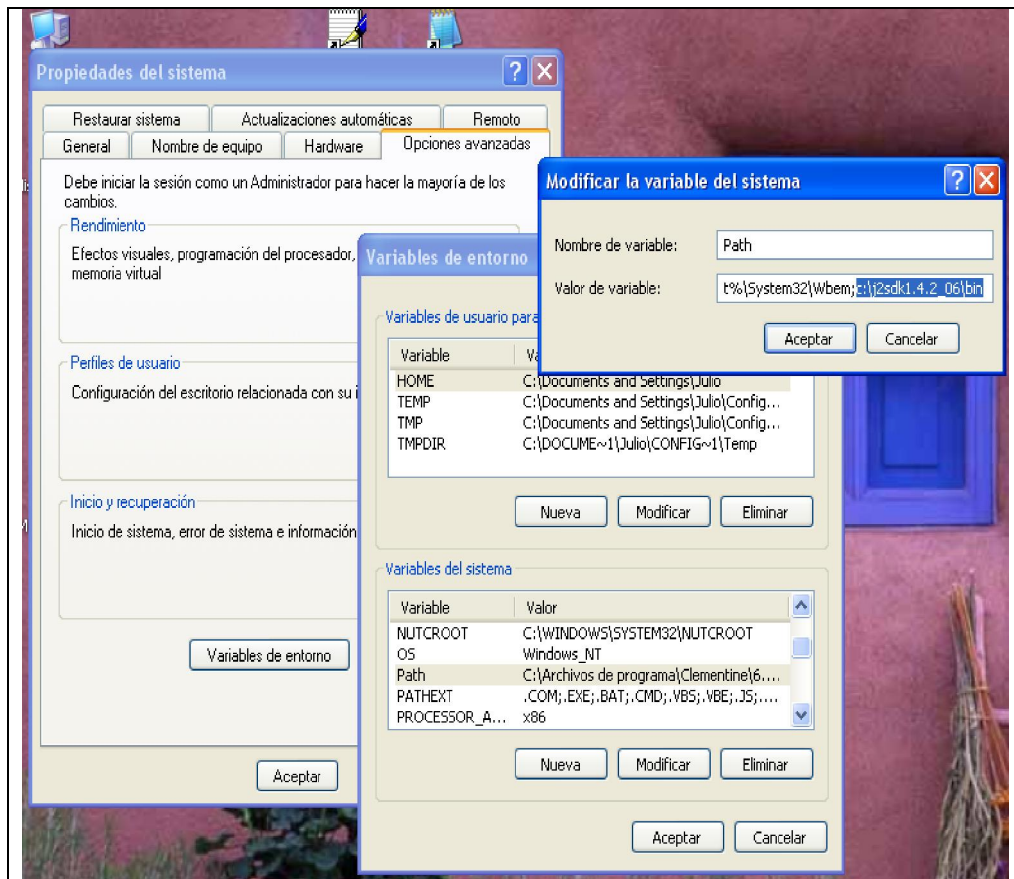 Propiedades del sistema
Restaurar sistema
Actualizaciones automáticas
Remoto
General
Nombre de equipo
Hardware
Opciones avanzadas
Debe iniciar la sesión como un Administrador para hacer la mayoría de los
cambios.
Rendimiento
Efectos visuales, programación del procesador,
memoria virtual
Perfiles de usuario
Configuración del escritorio relacionada con su i
Inicio y recuperación
Inicio de sistema, error de sistema e información
Variables de entorno
Aceptar
Variables de entorno
Variables de usuario para
Variable
HOME C:\Documents and Settings\Julio
TEMP C:\Documents and Settings\Julio\Config...
TMP C:\Documents and Settings\Julio\Config...
TMPDIR C:\DOCUME~1\Julio\CONFIG~1\Temp
Nueva Modificar Eliminar
Variables del sistema
Variable Valor
NUTCROOT C:\WINDOWS\SYSTEM32\NUTCROOT
OS Windows_NT
Path C:\Archivos de programa\Clementine\6....
PATHEXT .COM;.EXE;.BAT;.CMD;.VBS;.VBE;.JS;....
PROCESSOR_A... x86
Nueva Modificar Eliminar
Aceptar Cancelar
Modificar la variable del sistema
Nombre de variable: Path
Valor de variable: t%\System32\Wbem;c:\j2sdk1.4.2_06\bin
Aceptar Cancelar